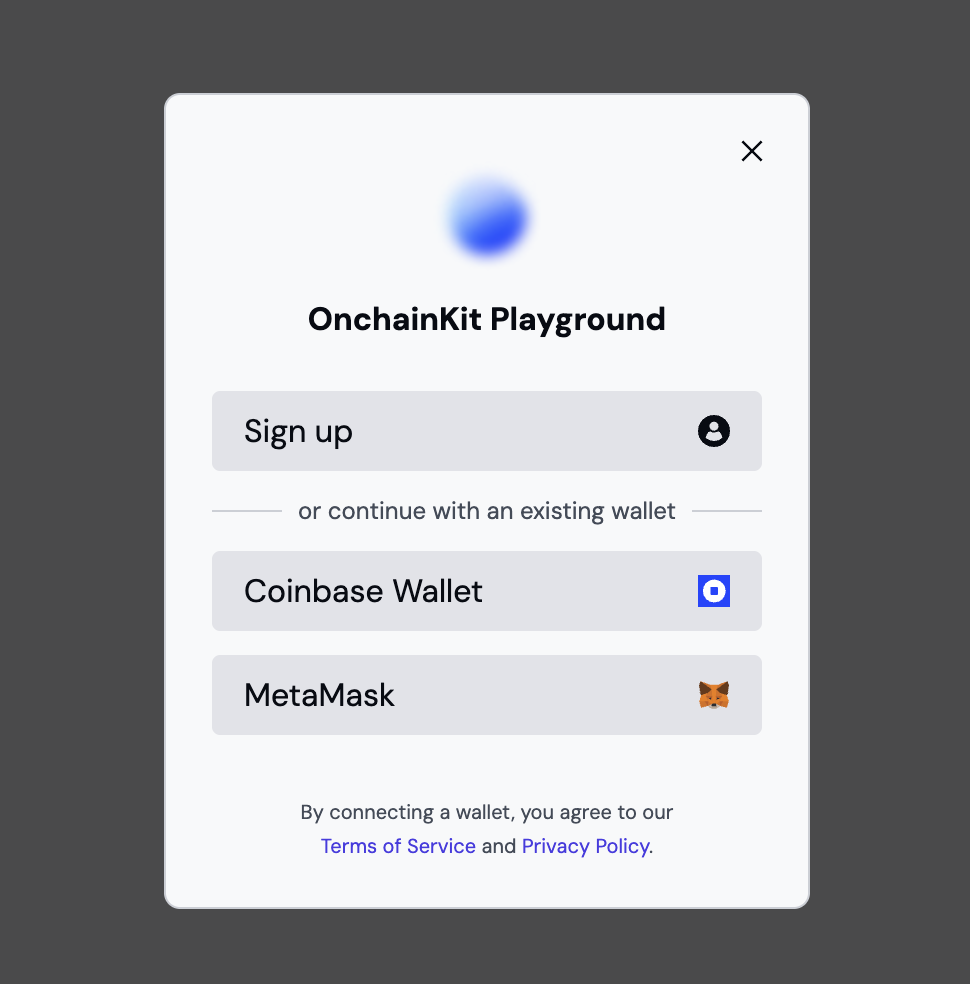 OnchainKit Playground
Sign up
or continue with an existing wallet
Coinbase Wallet
MetaMask
By connecting a wallet, you agree to our
Terms of Service and Privacy Policy.